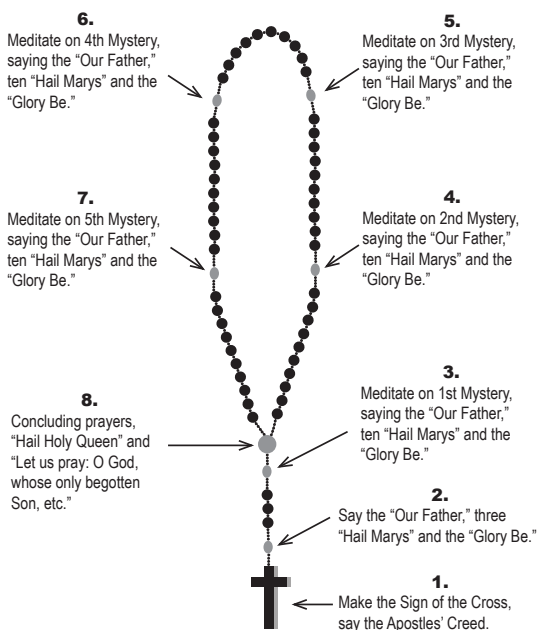 6.
Meditate on 4th Mystery,
saying the “Our Father,”
ten “Hail Marys” and the
“Glory Be.”
5.
Meditate on 3rd Mystery,
saying the “Our Father,”
ten “Hail Marys” and the
“Glory Be.”
7.
Meditate on 5th Mystery,
saying the “Our Father,”
ten “Hail Marys” and the
“Glory Be.”
4.
Meditate on 2nd Mystery,
saying the “Our Father,”
ten “Hail Marys” and the
“Glory Be.”
8.
Concluding prayers,
“Hail Holy Queen” and
“Let us pray: O God,
whose only begotten
Son, etc.”
3.
Meditate on 1st Mystery,
saying the “Our Father,”
ten “Hail Marys” and the
“Glory Be.”
2.
Say the “Our Father,” three
“Hail Marys” and the “Glory Be.”
1.
Make the Sign of the Cross,
say the Apostles’ Creed.